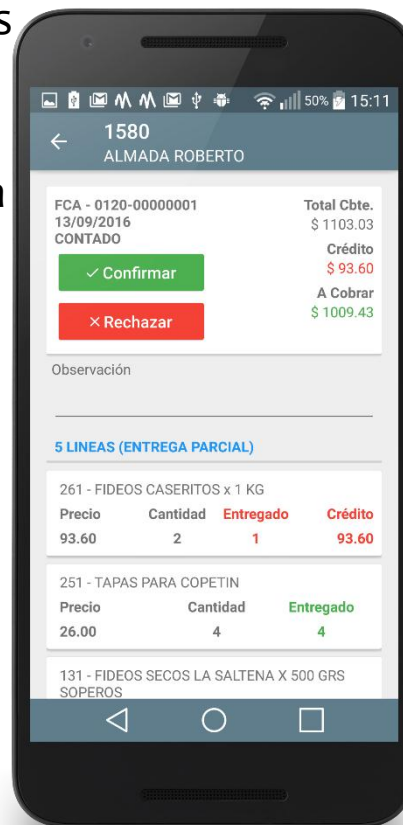 s
a
50% 15:11
1580
ALMADA ROBERTO
FCA - 0120-00000001
13/09/2016
CONTADO
Total Cbte.
$ 1103.03
Crédito
$ 93.60
A Cobrar
$ 1009.43
✓ Confirmar
× Rechazar
Observación
5 LINEAS (ENTREGA PARCIAL)
261 - FIDEOS CASERITOS x 1 KG
Precio Cantidad Entregado Crédito
93.60 2 1 93.60
251 - TAPAS PARA COPETIN
Precio Cantidad Entregado
26.00 4 4
131 - FIDEOS SECOS LA SALTENA X 500 GRS
SOPEROS